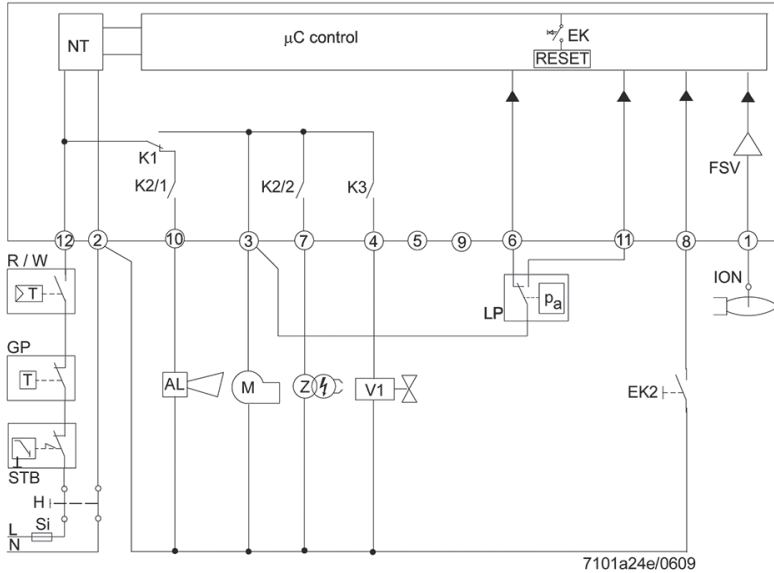 NT
µC control
EK
RESET
FSV
K1
K2/1
K2/2
K3
12
2
10
3
7
4
5
9
6
11
8
1
R / W
T
LP
pa
ION
GP
T
AL
M
Z
V1
EK2
STB
H
Si
L
N
7101a24e/0609